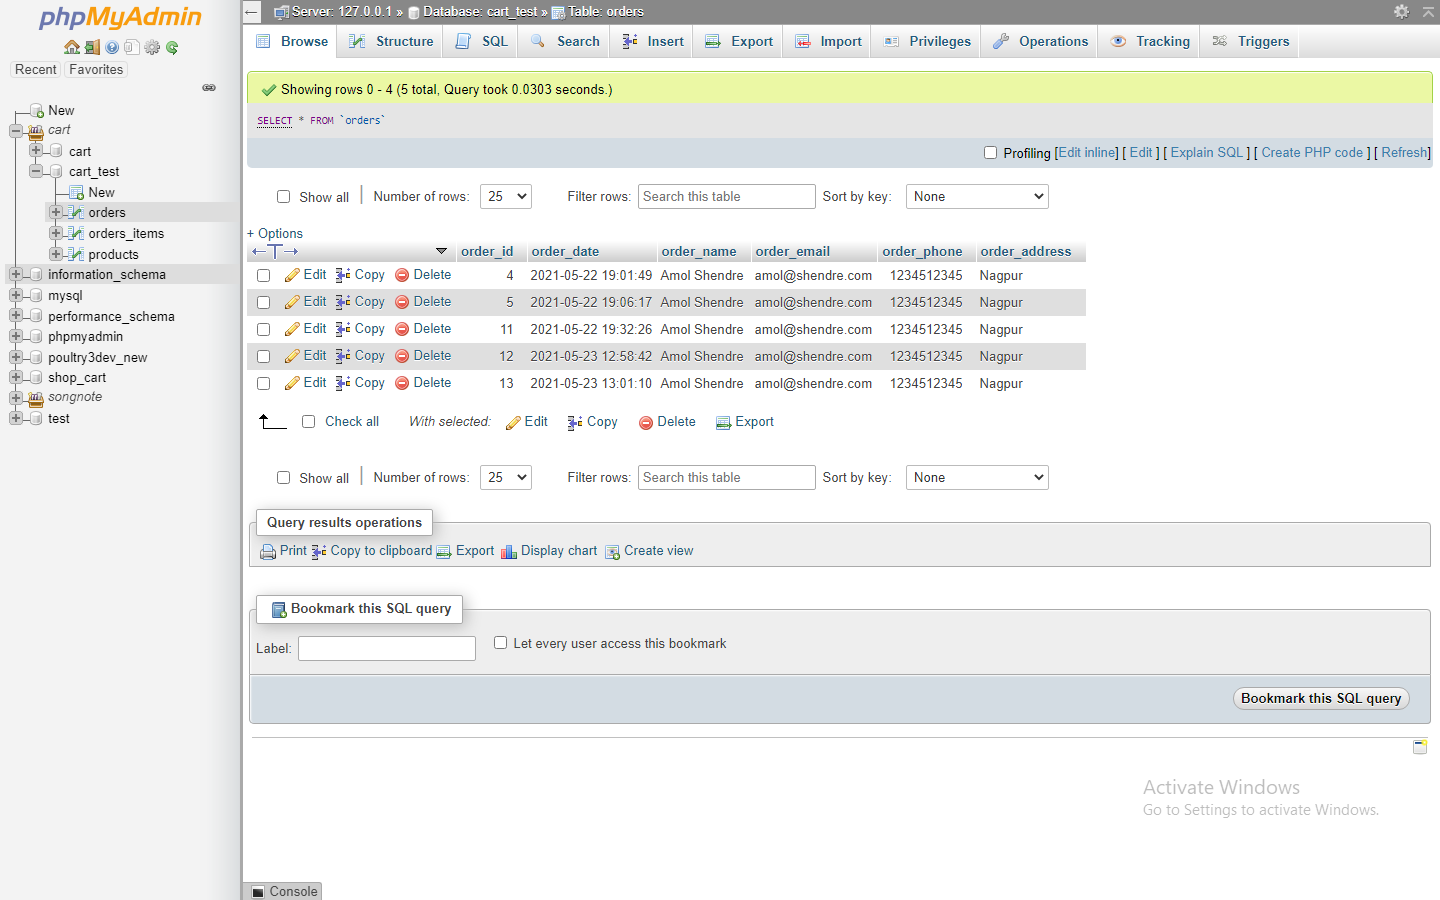 phpMyAdmin
Recent Favorites
New
cart
cart
cart_test
New
orders
orders_items
products
information_schema
mysql
performance_schema
phpmyadmin
poultry3dev_new
shop_cart
songnote
test
Server: 127.0.0.1 » Database: cart_test » Table: orders
Browse Structure SQL Search Insert Export Import Privileges Operations Tracking Triggers
Showing rows 0 - 4 (5 total, Query took 0.0303 seconds.)
SELECT * FROM `orders`
Profiling [Edit inline] [ Edit ] [ Explain SQL ] [ Create PHP code ] [ Refresh]
Show all Number of rows: 25 Filter rows: Search this table Sort by key: None
+ Options
←T→ order_id order_date order_name order_email order_phone order_address
Edit Copy Delete 4 2021-05-22 19:01:49 Amol Shendre amol@shendre.com 1234512345 Nagpur
Edit Copy Delete 5 2021-05-22 19:06:17 Amol Shendre amol@shendre.com 1234512345 Nagpur
Edit Copy Delete 11 2021-05-22 19:32:26 Amol Shendre amol@shendre.com 1234512345 Nagpur
Edit Copy Delete 12 2021-05-23 12:58:42 Amol Shendre amol@shendre.com 1234512345 Nagpur
Edit Copy Delete 13 2021-05-23 13:01:10 Amol Shendre amol@shendre.com 1234512345 Nagpur
Check all With selected: Edit Copy Delete Export
Show all Number of rows: 25 Filter rows: Search this table Sort by key: None
Query results operations
Print Copy to clipboard Export Display chart Create view
Bookmark this SQL query
Label: Let every user access this bookmark
Bookmark this SQL query
Activate Windows
Go to Settings to activate Windows.
Console